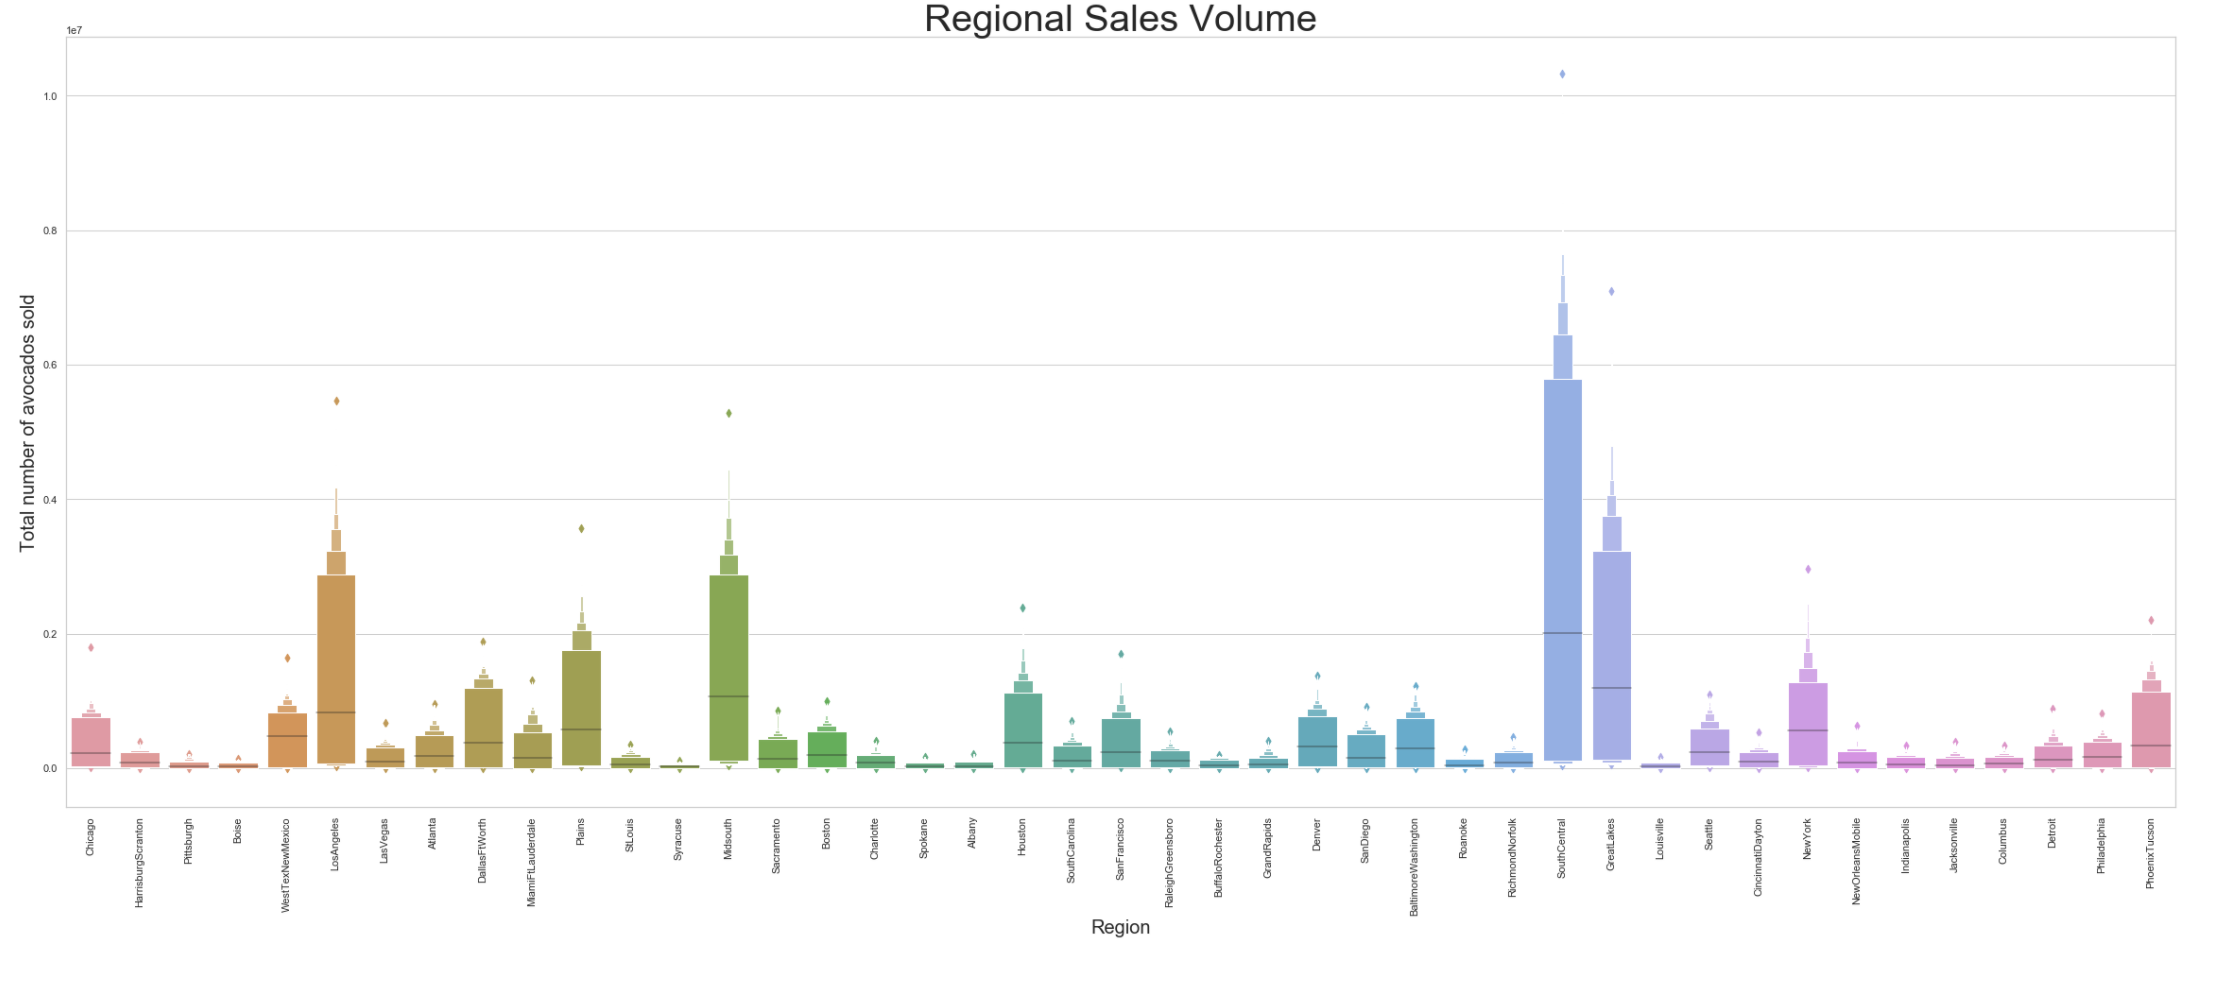 Regional Sales Volume
1e7
1.0
0.8
0.6
0.4
0.2
0.0
Total number of avocados sold
Chicago
HarrisburgScranton
Pittsburgh
Boise
WestTexNewMexico
LosAngeles
LasVegas
Atlanta
DallasFtWorth
MiamiFtLauderdale
Plains
StLouis
Syracuse
Midsouth
Sacramento
Boston
Charlotte
Spokane
Albany
Houston
SouthCarolina
SanFrancisco
RaleighGreensboro
BuffaloRochester
GrandRapids
Denver
SanDiego
BaltimoreWashington
Roanoke
RichmondNorfolk
SouthCentral
GreatLakes
Louisville
Seattle
CincinnatiDayton
NewYork
NewOrleansMobile
Indianapolis
Jacksonville
Columbus
Detroit
Philadelphia
PhoenixTucson
Region